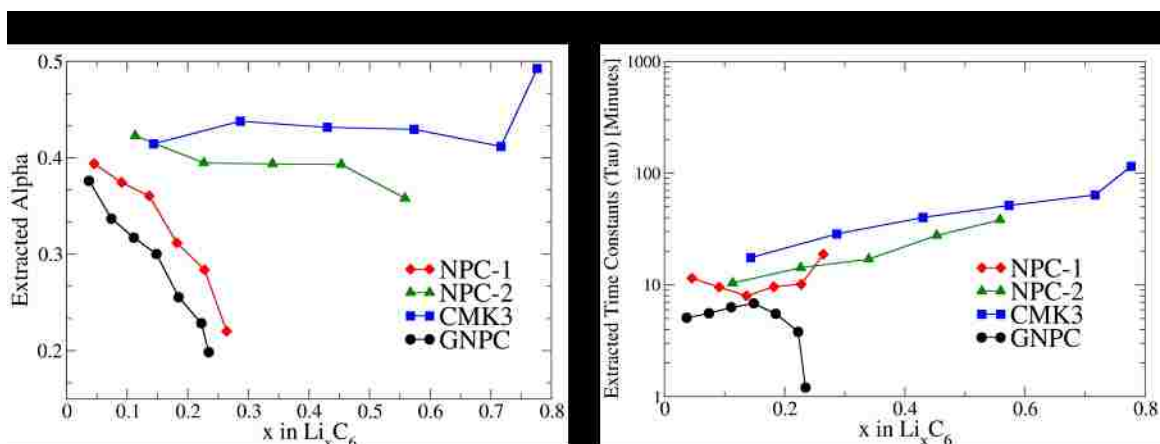 0.5
0.4
0.3
0.2
Extracted Alpha
NPC-1
NPC-2
CMK3
GNPC
0 0.1 0.2 0.3 0.4 0.5 0.6 0.7 0.8
x in LiₓC₆
1000
100
10
1
Extracted Time Constants (Tau) [Minutes]
NPC-1
NPC-2
CMK3
GNPC
0 0.2 0.4 0.6 0.8
x in LiₓC₆